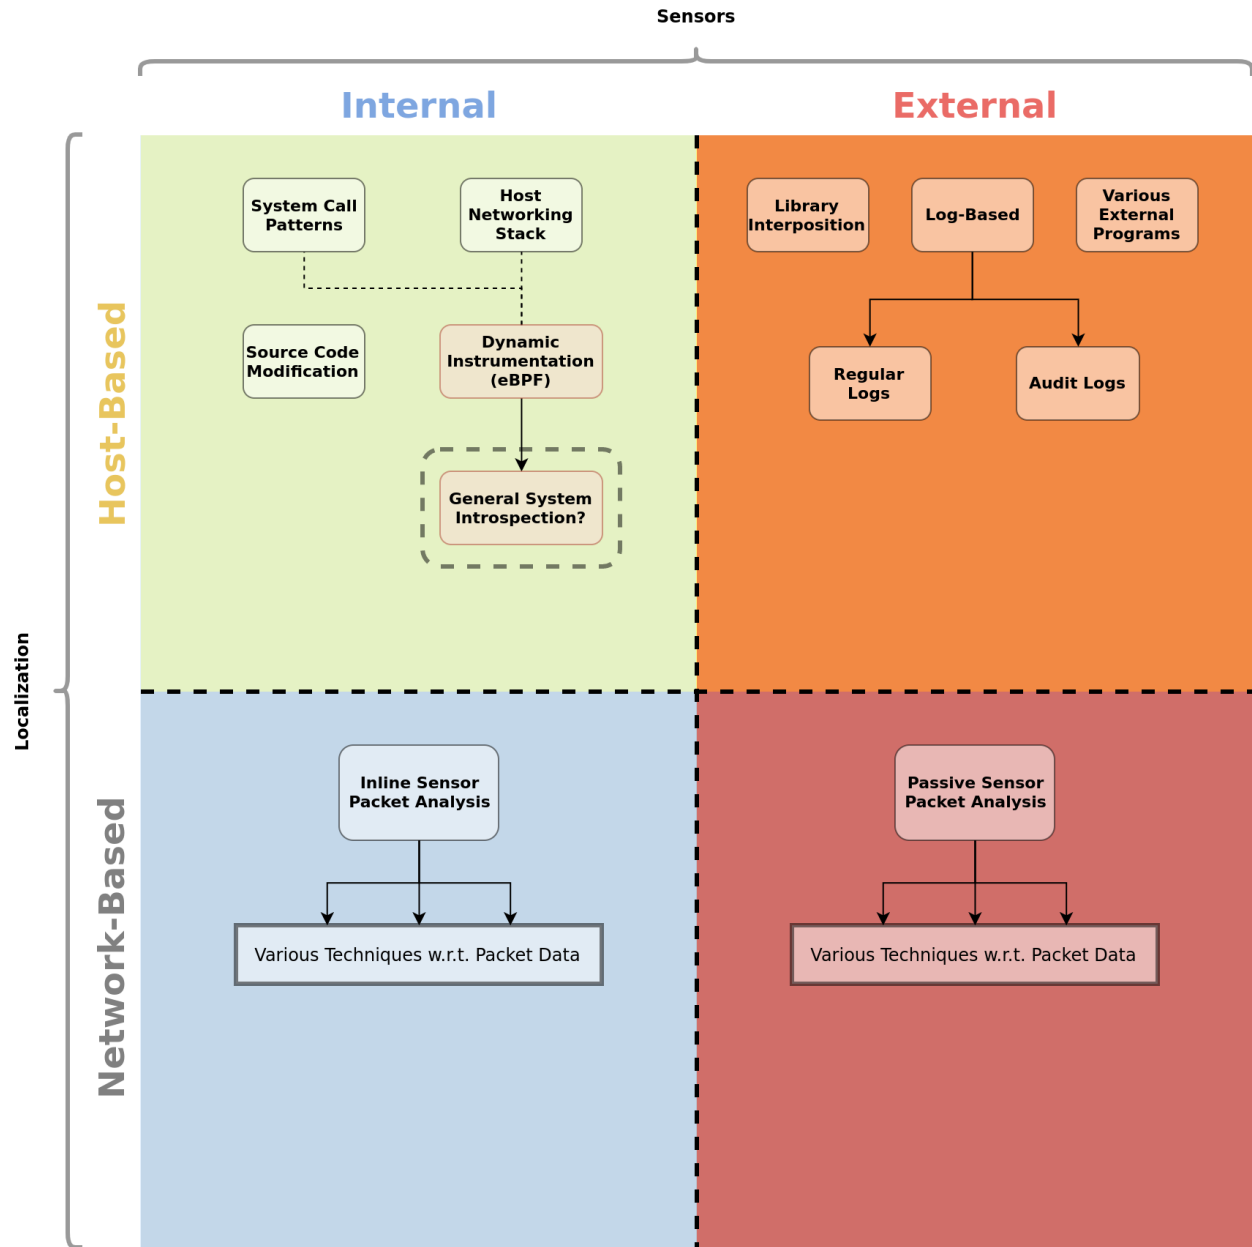 Sensors
Internal
External
Localization
Host-Based
System Call
Patterns
Host
Networking
Stack
Source Code
Modification
Dynamic
Instrumentation
(eBPF)
General System
Introspection?
Library
Interposition
Log-Based
Various
External
Programs
Regular
Logs
Audit Logs
Network-Based
Inline Sensor
Packet Analysis
Various Techniques w.r.t. Packet Data
Passive Sensor
Packet Analysis
Various Techniques w.r.t. Packet Data